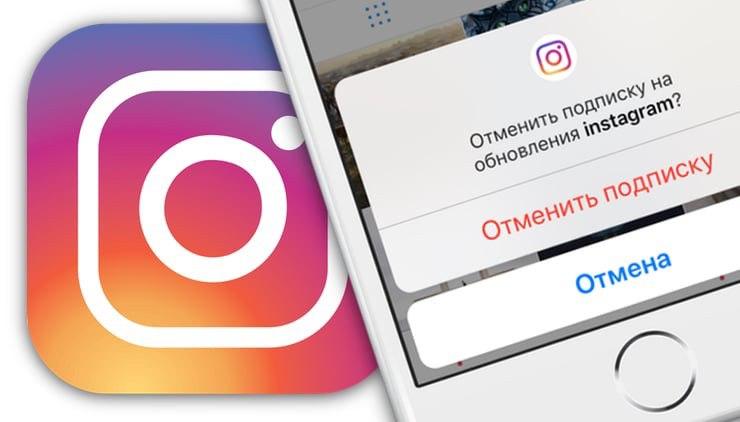 Отменить подписку на
обновления instagram?
Отменить подписку
Отмена